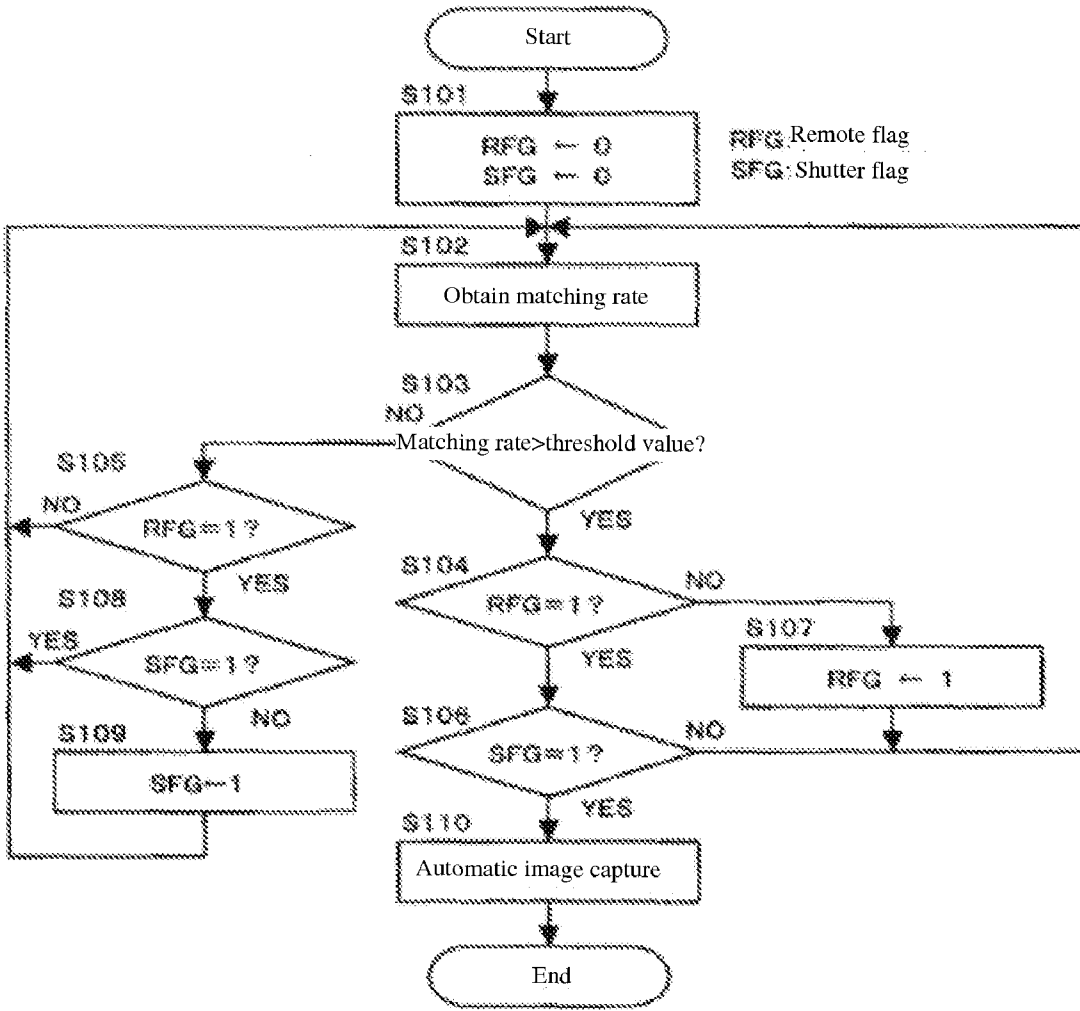 Start
S101
RFG ← 0
SFG ← 0
RFG: Remote flag
SFG: Shutter flag
S102
Obtain matching rate
S103
NO
Matching rate>threshold value?
YES
S105
NO
RFG=1?
YES
S104
RFG=1?
NO
YES
S107
RFG ← 1
S108
YES
SFG=1?
NO
S106
SFG=1?
NO
YES
S109
SFG←1
S110
Automatic image capture
End